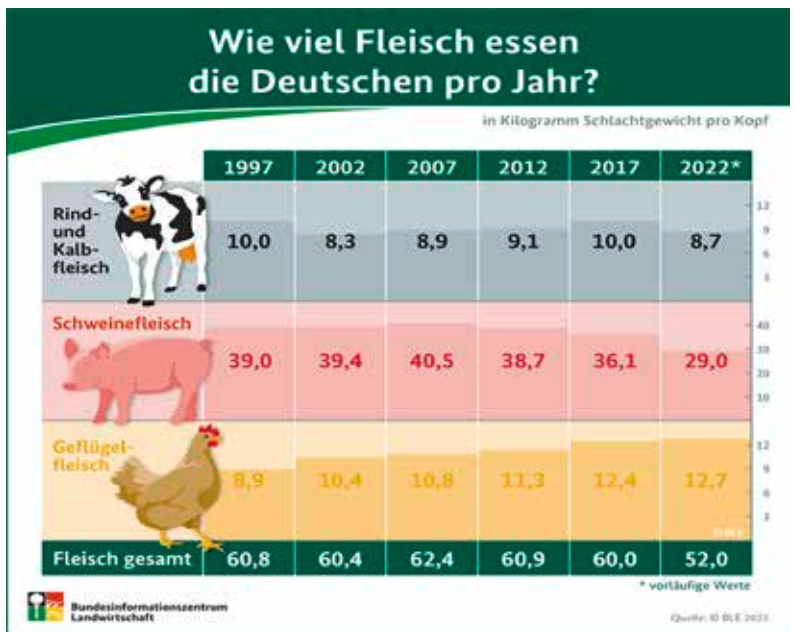 Wie viel Fleisch essen
die Deutschen pro Jahr?
in Kilogramm Schlachtgewicht pro Kopf
1997 2002 2007 2012 2017 2022*
Rind-
und
Kalb-
fleisch
10,0 8,3 8,9 9,1 10,0 8,7
12
9
6
3
Schweinefleisch
39,0 39,4 40,5 38,7 36,1 29,0
40
30
20
10
Geflügel-
fleisch
8,9 10,4 10,8 11,3 12,4 12,7
12
9
6
3
Fleisch gesamt 60,8 60,4 62,4 60,9 60,0 52,0
* vorläufige Werte
Bundesinformationszentrum
Landwirtschaft
Quelle: © BLE